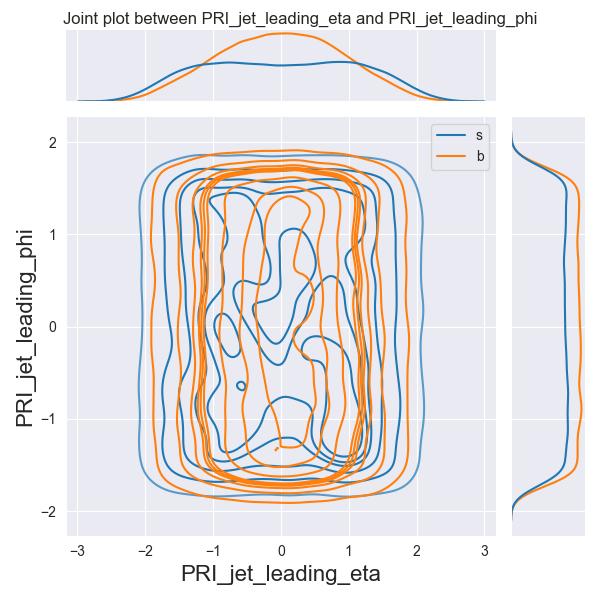 Joint plot between PRI_jet_leading_eta and PRI_jet_leading_phi
s
b
2
1
0
−1
−2
PRI_jet_leading_phi
−3 −2 −1 0 1 2 3
PRI_jet_leading_eta